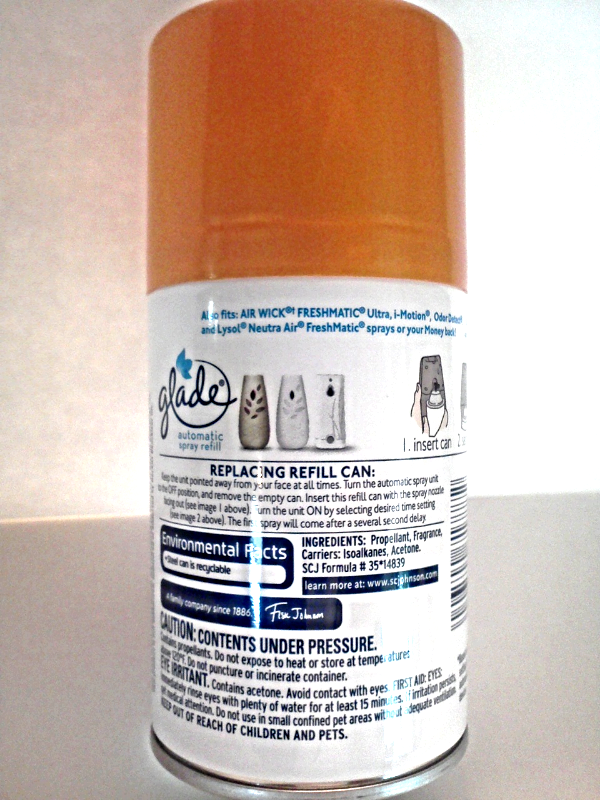 Also fits: AIR WICK®† FRESHMATIC® Ultra, i-Motion®, Odor Detect
and Lysol® Neutra Air® FreshMatic® sprays or your Money back!
glade®
automatic
spray refill
1. insert can 2
REPLACING REFILL CAN:
Keep the unit pointed away from your face at all times. Turn the automatic spray unit
to the OFF position, and remove the empty can. Insert this refill can with the spray nozzle
facing out (see image 1 above). Turn the unit ON by selecting desired time setting
(see image 2 above). The first spray will come after a several second delay.
Environmental Facts
• Steel can is recyclable
INGREDIENTS: Propellant, Fragrance,
Carriers: Isoalkanes, Acetone.
SCJ Formula # 35*14839
learn more at: www.scjohnson.com
A family company since 1886
Fisk Johnson
CAUTION: CONTENTS UNDER PRESSURE.
Contains propellants. Do not expose to heat or store at temperatures
above 120°F. Do not puncture or incinerate container.
EYE IRRITANT. Contains acetone. Avoid contact with eyes. FIRST AID: EYES:
Immediately rinse eyes with plenty of water for at least 15 minutes. If irritation persists,
get medical attention. Do not use in small confined pet areas without adequate ventilation.
KEEP OUT OF REACH OF CHILDREN AND PETS.